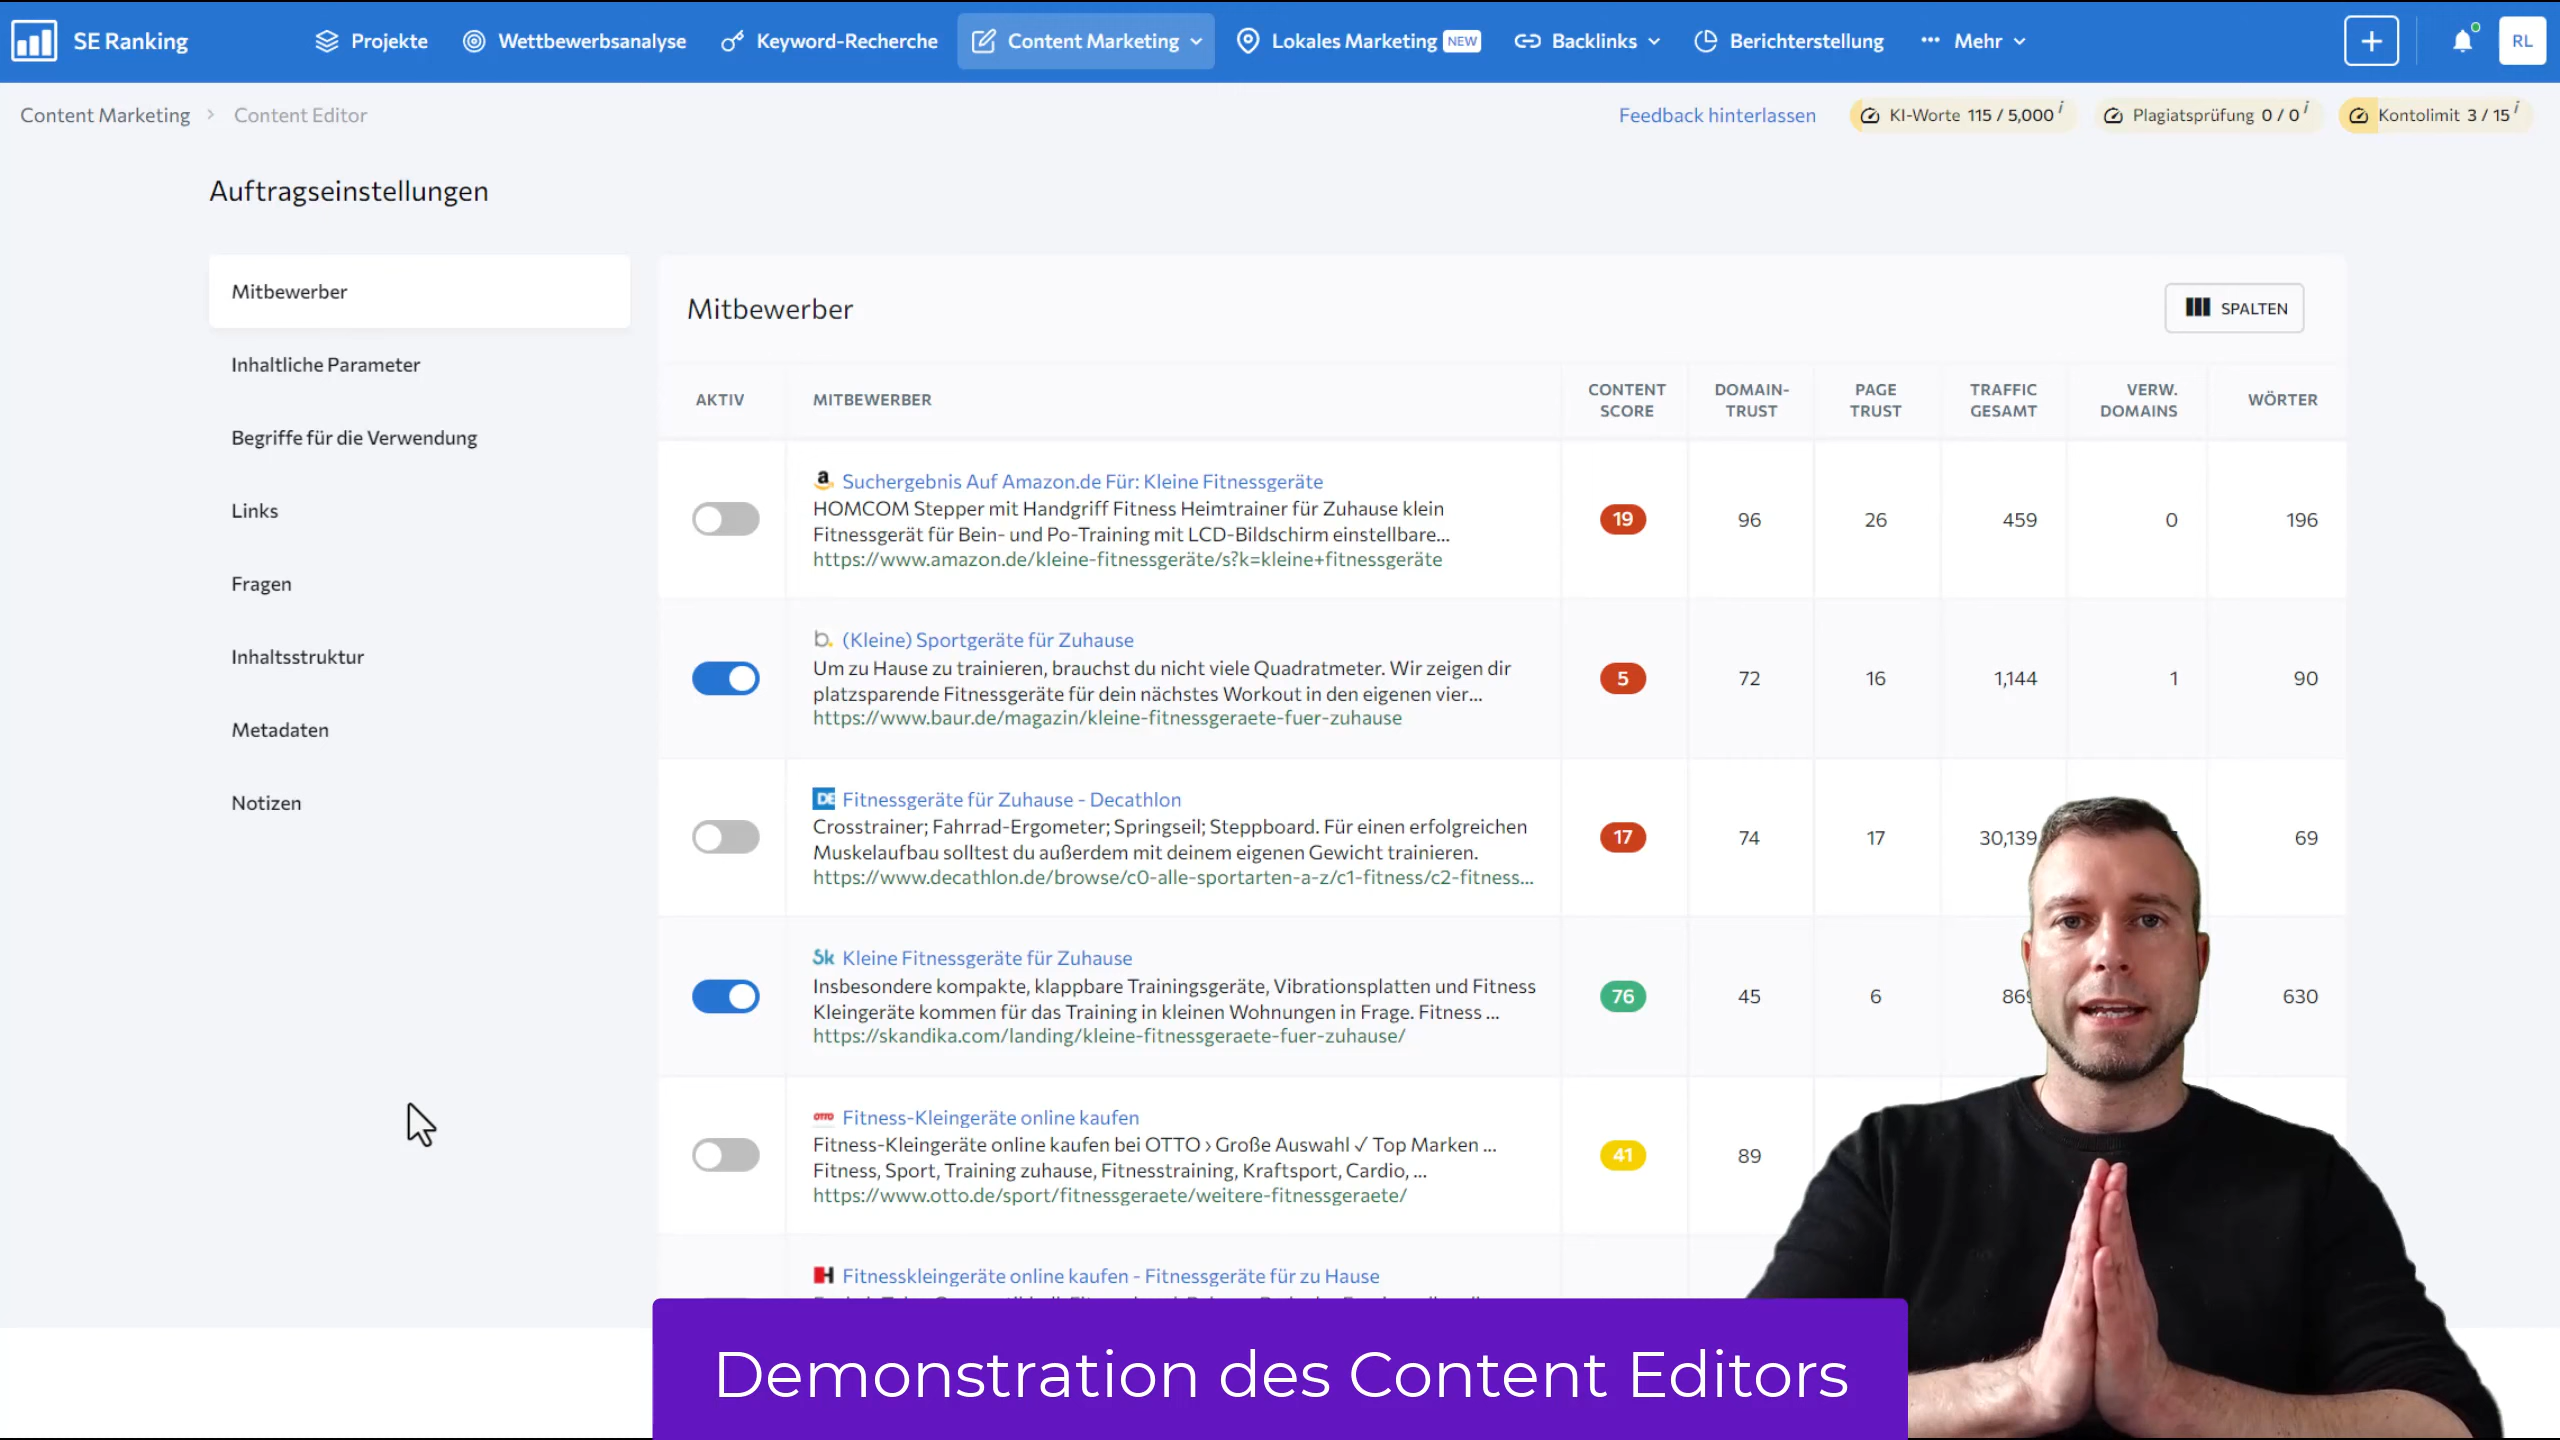 SE Ranking
Projekte
Wettbewerbsanalyse
Keyword-Recherche
Content Marketing
Lokales Marketing NEW
Backlinks
Berichterstellung
Mehr
RL
Content Marketing > Content Editor
Feedback hinterlassen
KI-Worte 115 / 5,000 i
Plagiatsprüfung 0 / 0 i
Kontolimit 3 / 15 i
Auftragseinstellungen
Mitbewerber
Inhaltliche Parameter
Begriffe für die Verwendung
Links
Fragen
Inhaltsstruktur
Metadaten
Notizen
Mitbewerber
SPALTEN
AKTIV
MITBEWERBER
CONTENT
SCORE
DOMAIN-
TRUST
PAGE
TRUST
TRAFFIC
GESAMT
VERW.
DOMAINS
WÖRTER
Suchergebnis Auf Amazon.de Für: Kleine Fitnessgeräte
HOMCOM Stepper mit Handgriff Fitness Heimtrainer für Zuhause klein
Fitnessgerät für Bein- und Po-Training mit LCD-Bildschirm einstellbare...
https://www.amazon.de/kleine-fitnessgeräte/s?k=kleine+fitnessgeräte
19 96 26 459 0 196
b. (Kleine) Sportgeräte für Zuhause
Um zu Hause zu trainieren, brauchst du nicht viele Quadratmeter. Wir zeigen dir
platzsparende Fitnessgeräte für dein nächstes Workout in den eigenen vier...
https://www.baur.de/magazin/kleine-fitnessgeraete-fuer-zuhause
5 72 16 1,144 1 90
DE Fitnessgeräte für Zuhause - Decathlon
Crosstrainer; Fahrrad-Ergometer; Springseil; Steppboard. Für einen erfolgreichen
Muskelaufbau solltest du außerdem mit deinem eigenen Gewicht trainieren.
https://www.decathlon.de/browse/c0-alle-sportarten-a-z/c1-fitness/c2-fitness...
17 74 17 30,139 69
Sk Kleine Fitnessgeräte für Zuhause
Insbesondere kompakte, klappbare Trainingsgeräte, Vibrationsplatten und Fitness
Kleingeräte kommen für das Training in kleinen Wohnungen in Frage. Fitness ...
https://skandika.com/landing/kleine-fitnessgeraete-fuer-zuhause/
76 45 6 869 630
OTTO Fitness-Kleingeräte online kaufen
Fitness-Kleingeräte online kaufen bei OTTO › Große Auswahl ✓ Top Marken ...
Fitness, Sport, Training zuhause, Fitnesstraining, Kraftsport, Cardio, ...
https://www.otto.de/sport/fitnessgeraete/weitere-fitnessgeraete/
41 89
H Fitnesskleingeräte online kaufen - Fitnessgeräte für zu Hause
Demonstration des Content Editors